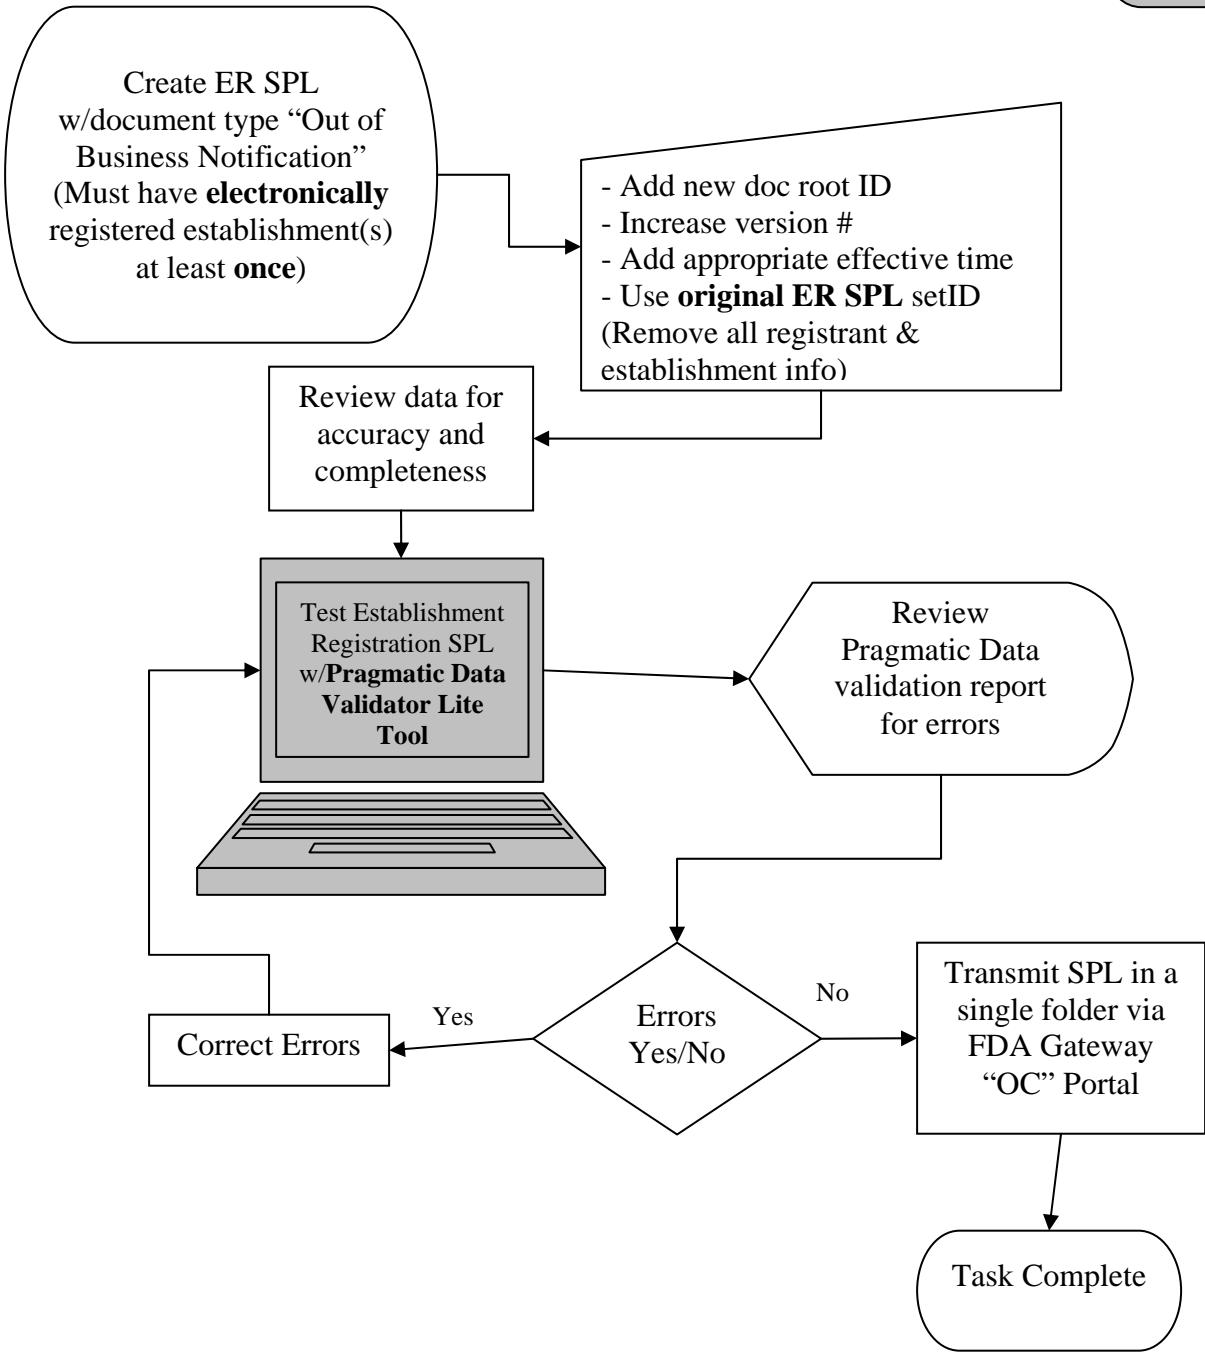 Create ER SPL
w/document type “Out of
Business Notification”
(Must have electronically
registered establishment(s)
at least once)
- Add new doc root ID
- Increase version #
- Add appropriate effective time
- Use original ER SPL setID
(Remove all registrant &
establishment info)
Review data for
accuracy and
completeness
Test Establishment
Registration SPL
w/Pragmatic Data
Validator Lite
Tool
Review
Pragmatic Data
validation report
for errors
Errors
Yes/No
Yes
No
Correct Errors
Transmit SPL in a
single folder via
FDA Gateway
“OC” Portal
Task Complete